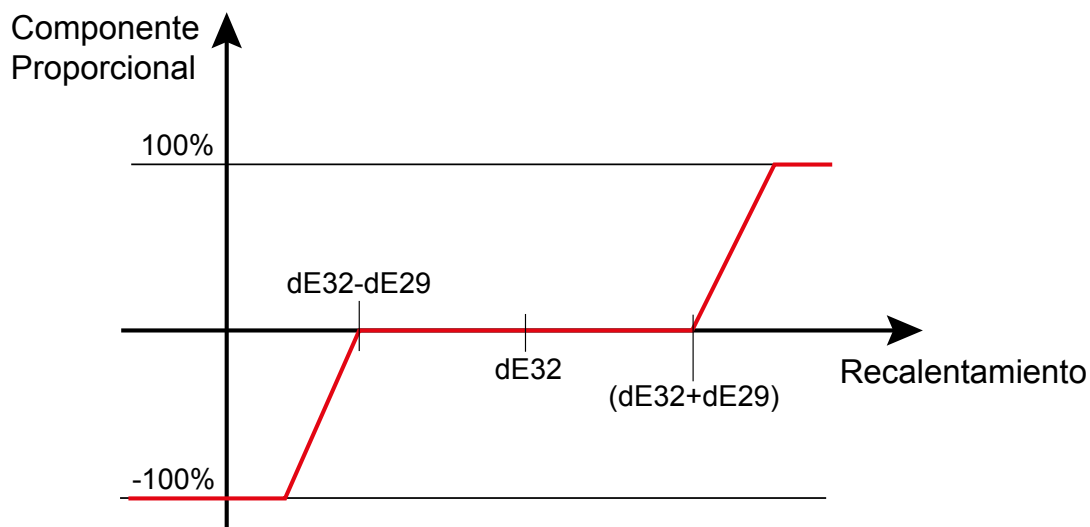 Componente
Proporcional
100%
dE32-dE29
dE32
(dE32+dE29)
Recalentamiento
-100%